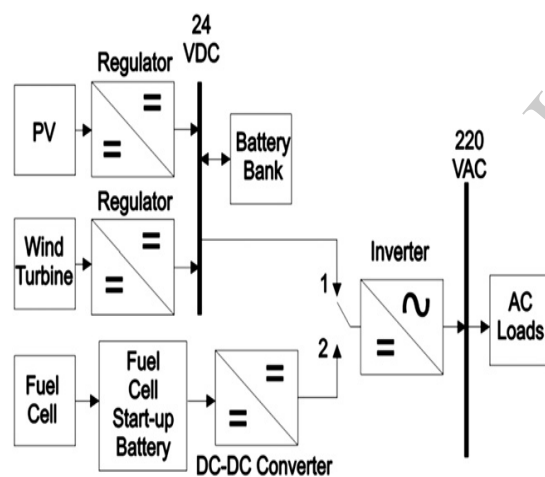 24
VDC
Regulator
PV
Battery
Bank
220
VAC
Regulator
Wind
Turbine
Inverter
1
AC
Loads
2
Fuel
Cell
Fuel
Cell
Start-up
Battery
DC-DC Converter